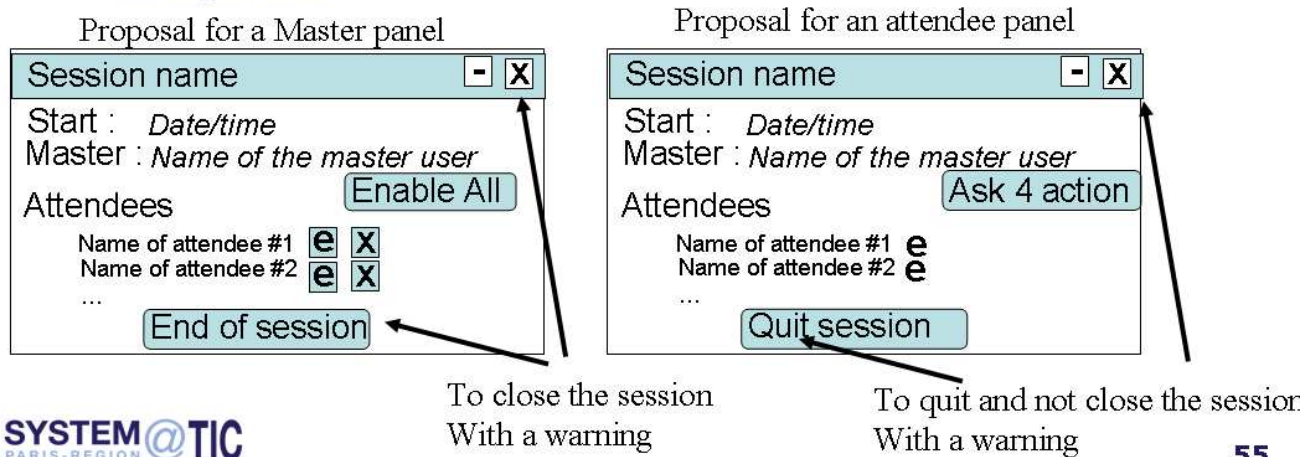 Proposal for a Master panel
Session name - x
Start : Date/time
Master : Name of the master user
Enable All
Attendees
Name of attendee #1 e x
Name of attendee #2 e x
...
End of session
To close the session
With a warning
Proposal for an attendee panel
Session name - x
Start : Date/time
Master : Name of the master user
Ask 4 action
Attendees
Name of attendee #1 e
Name of attendee #2 e
...
Quit session
To quit and not close the session
With a warning
SYSTEM@TIC
PARIS-REGION
55